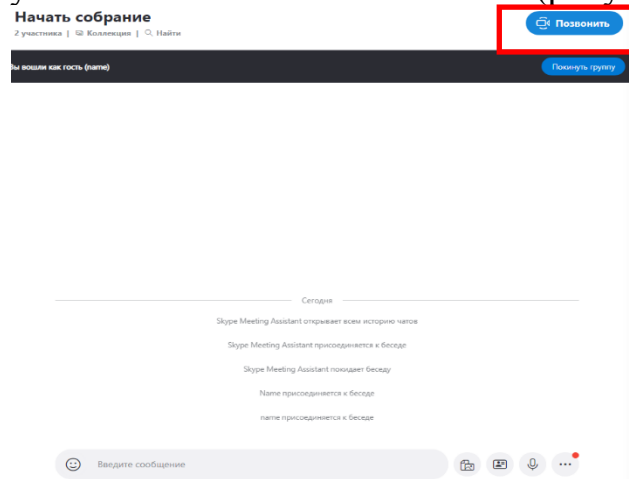 Начать собрание
Позвонить
2 участника | Коллекция | Найти
Вы вошли как гость (name)
Покинуть группу
Сегодня
Skype Meeting Assistant открывает всем историю чатов
Skype Meeting Assistant присоединяется к беседе
Skype Meeting Assistant покидает беседу
Name присоединяется к беседе
name присоединяется к беседе
Введите сообщение